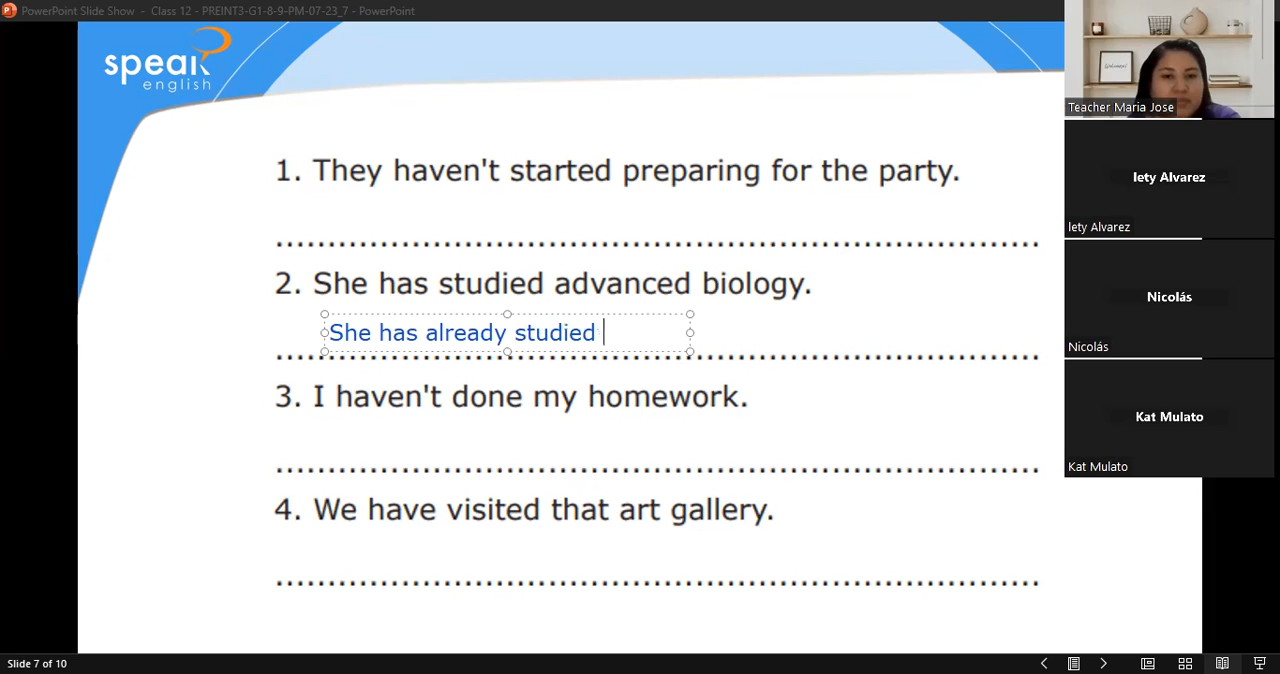 PowerPoint Slide Show - Class 12 - PREINT3-G1-8-9-PM-07-23_7 - PowerPoint
speak
english
1. They haven't started preparing for the party.
2. She has studied advanced biology.
She has already studied
3. I haven't done my homework.
4. We have visited that art gallery.
Teacher Maria Jose
lety Alvarez
lety Alvarez
Nicolás
Nicolás
Kat Mulato
Kat Mulato
Slide 7 of 10